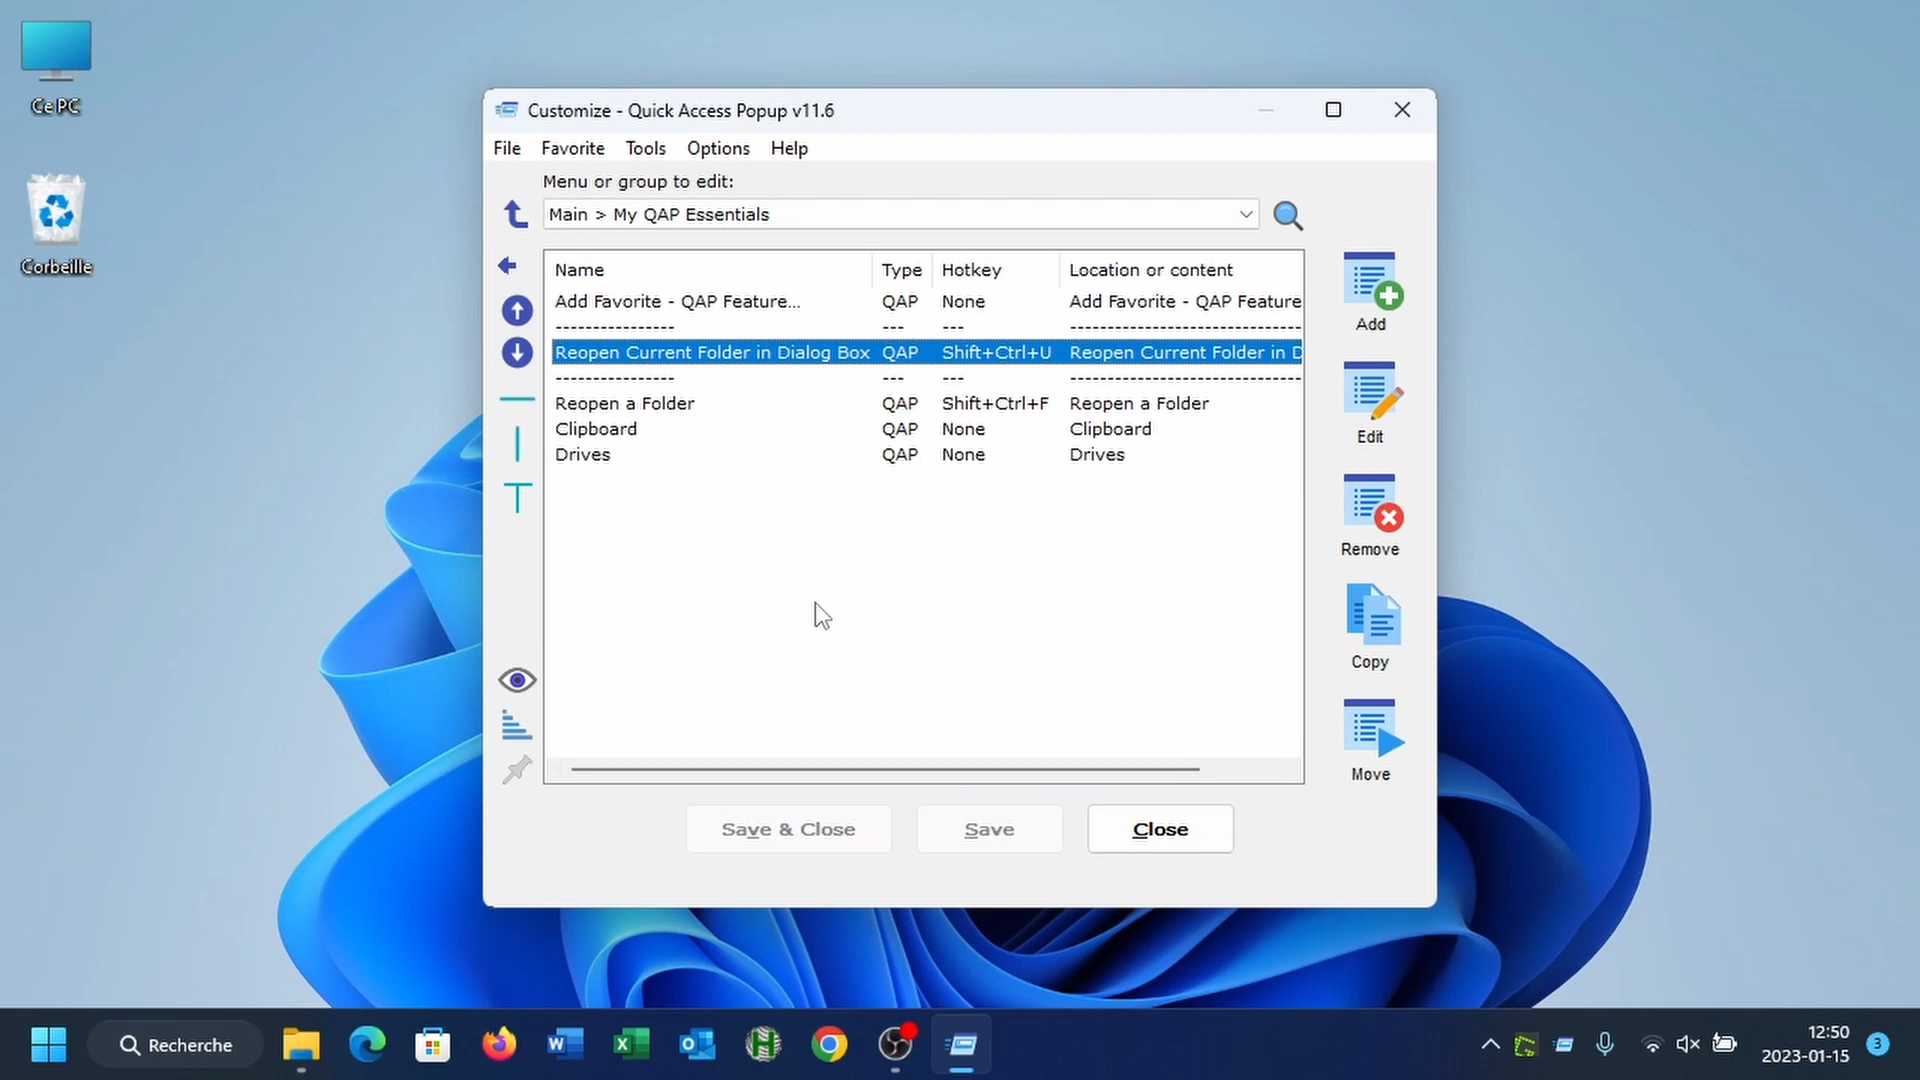 Ce PC
Corbeille
Customize - Quick Access Popup v11.6
File Favorite Tools Options Help
Menu or group to edit:
Main > My QAP Essentials
Name Type Hotkey Location or content
Add Favorite - QAP Feature... QAP None Add Favorite - QAP Feature
---------------- --- --- -------------------------------
Reopen Current Folder in Dialog Box QAP Shift+Ctrl+U Reopen Current Folder in D
---------------- --- --- -------------------------------
Reopen a Folder QAP Shift+Ctrl+F Reopen a Folder
Clipboard QAP None Clipboard
Drives QAP None Drives
Add
Edit
Remove
Copy
Move
Save & Close Save Close
Recherche
12:50
2023-01-15
3